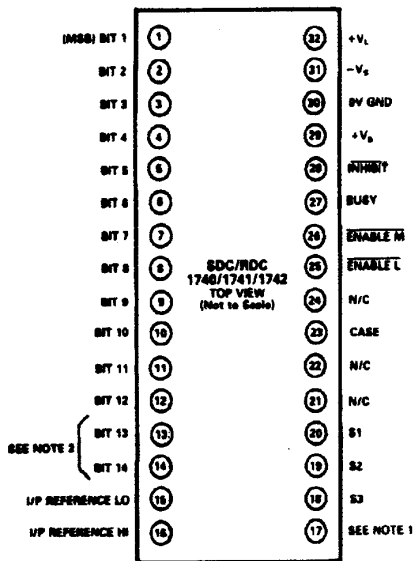 (MSB) BIT 1 1 32 +VL
BIT 2 2 31 -VS
BIT 3 3 30 0V GND
BIT 4 4 29 +VS
BIT 5 5 28 INHIBIT
BIT 6 6 27 BUSY
BIT 7 7 26 ENABLE M
BIT 8 8 25 ENABLE L
SDC/RDC
1740/1741/1742
TOP VIEW
(Not to Scale)
BIT 9 9 24 N/C
BIT 10 10 23 CASE
BIT 11 11 22 N/C
BIT 12 12 21 N/C
SEE NOTE 2
BIT 13 13 20 S1
BIT 14 14 19 S2
I/P REFERENCE LO 15 18 S3
I/P REFERENCE HI 16 17 SEE NOTE 1